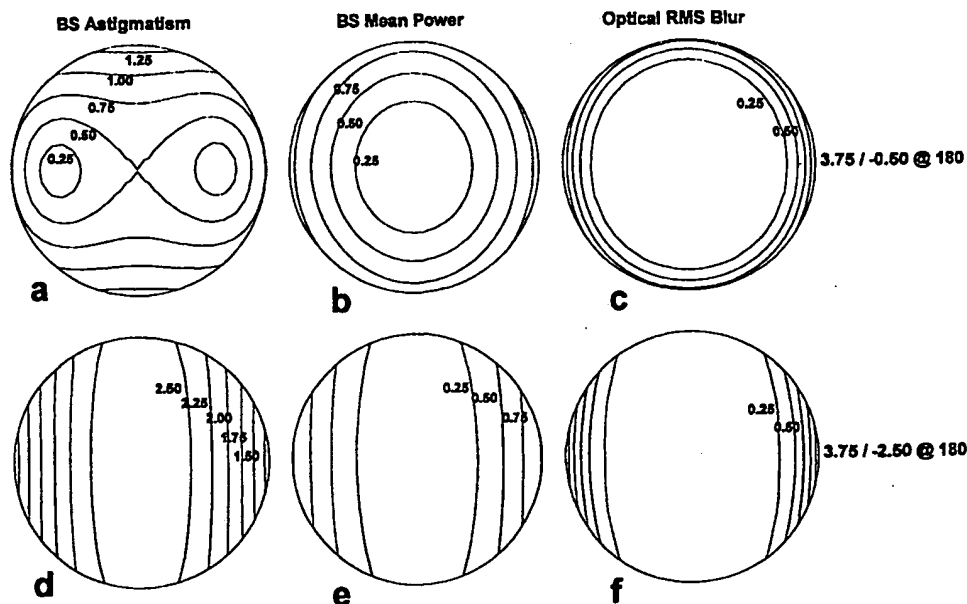 BS Astigmatism
BS Mean Power
Optical RMS Blur
1.25
1.00
0.75
0.50
0.25
0.75
0.50
0.25
0.25
0.50
3.75 / -0.50 @ 180
a
b
c
2.50
2.25
2.00
1.75
1.50
0.25
0.50
0.75
0.25
0.50
3.75 / -2.50 @ 180
d
e
f